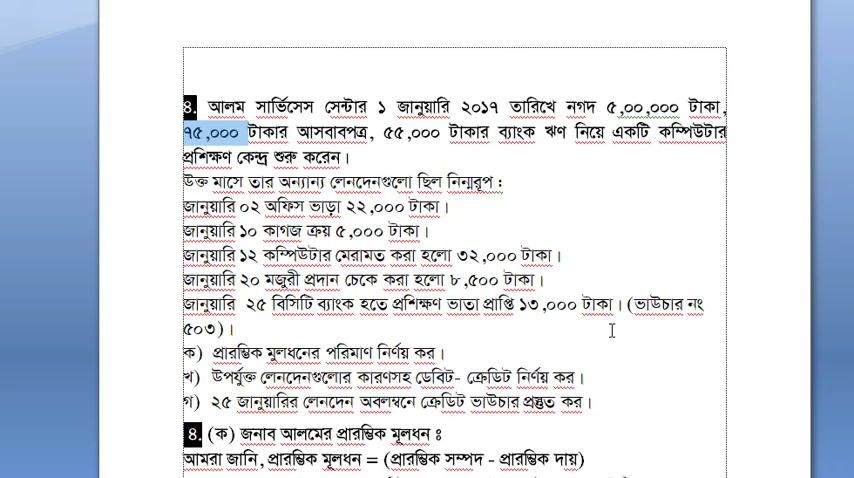 ৪. আলম সার্ভিসেস সেন্টার ১ জানুয়ারি ২০১৭ তারিখে নগদ ৫,০০,০০০ টাকা,
৭৫,০০০ টাকার আসবাবপত্র, ৫৫,০০০ টাকার ব্যাংক ঋণ নিয়ে একটি কম্পিউটার
প্রশিক্ষণ কেন্দ্র শুরু করেন।
উক্ত মাসে তার অন্যান্য লেনদেনগুলো ছিল নিন্মরূপ :
জানুয়ারি ০২ অফিস ভাড়া ২২,০০০ টাকা।
জানুয়ারি ১০ কাগজ ক্রয় ৫,০০০ টাকা।
জানুয়ারি ১২ কম্পিউটার মেরামত করা হলো ৩২,০০০ টাকা।
জানুয়ারি ২০ মজুরী প্রদান চেকে করা হলো ৮,৫০০ টাকা।
জানুয়ারি ২৫ বিসিটি ব্যাংক হতে প্রশিক্ষণ ভাতা প্রাপ্তি ১৩,০০০ টাকা। (ভাউচার নং
৫০৩)।
ক) প্রারম্ভিক মূলধনের পরিমাণ নির্ণয় কর।
খ) উপর্যুক্ত লেনদেনগুলোর কারণসহ ডেবিট- ক্রেডিট নির্ণয় কর।
গ) ২৫ জানুয়ারির লেনদেন অবলম্বনে ক্রেডিট ভাউচার প্রস্তুত কর।
৪. (ক) জনাব আলমের প্রারম্ভিক মূলধন ঃ
আমরা জানি, প্রারম্ভিক মূলধন = (প্রারম্ভিক সম্পদ - প্রারম্ভিক দায়)